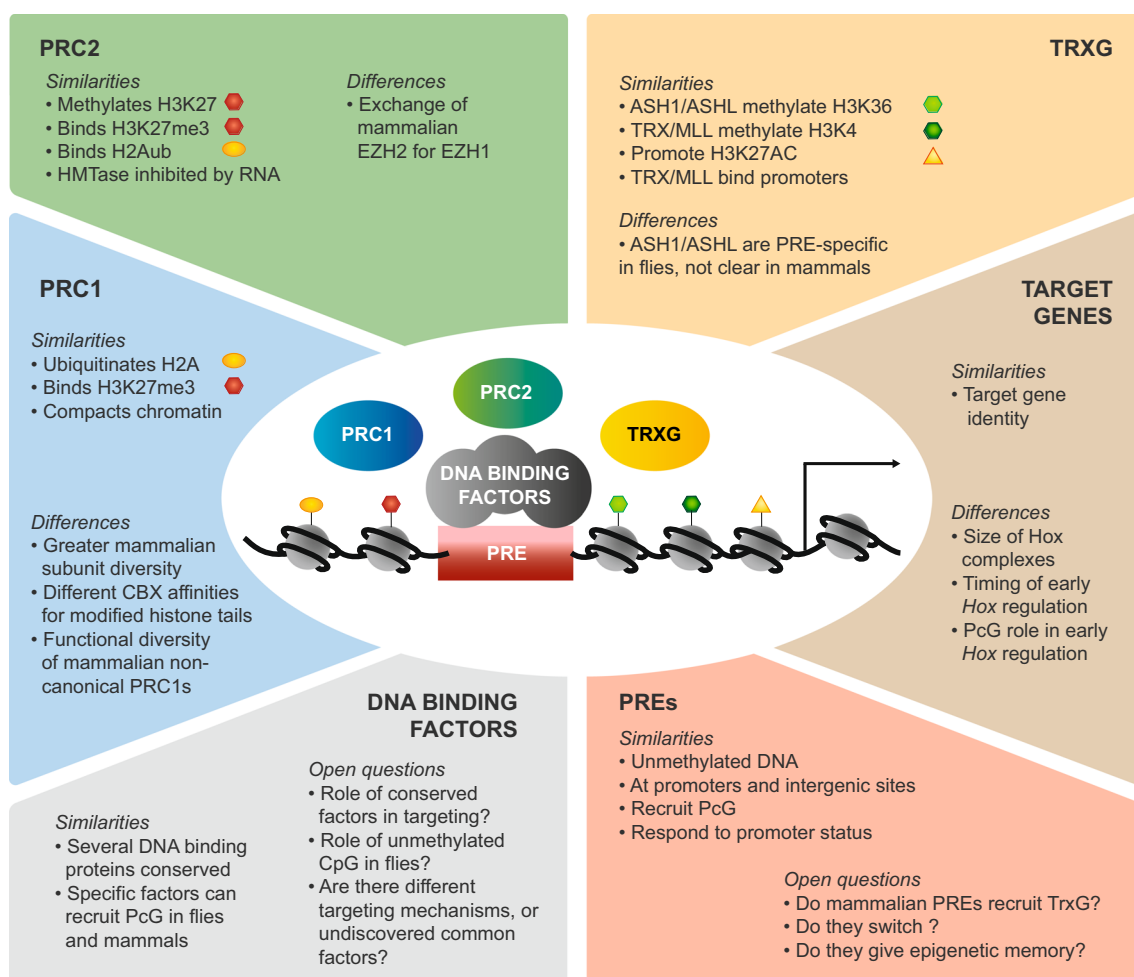 PRC2
Similarities
• Methylates H3K27
• Binds H3K27me3
• Binds H2Aub
• HMTase inhibited by RNA
Differences
• Exchange of
mammalian
EZH2 for EZH1
TRXG
Similarities
• ASH1/ASHL methylate H3K36
• TRX/MLL methylate H3K4
• Promote H3K27AC
• TRX/MLL bind promoters
Differences
• ASH1/ASHL are PRE-specific
in flies, not clear in mammals
PRC1
Similarities
• Ubiquitinates H2A
• Binds H3K27me3
• Compacts chromatin
Differences
• Greater mammalian
subunit diversity
• Different CBX affinities
for modified histone tails
• Functional diversity
of mammalian non-
canonical PRC1s
TARGET
GENES
Similarities
• Target gene
identity
Differences
• Size of Hox
complexes
• Timing of early
Hox regulation
• PcG role in early
Hox regulation
PRC1
PRC2
TRXG
DNA BINDING
FACTORS
PRE
DNA BINDING
FACTORS
Similarities
• Several DNA binding
proteins conserved
• Specific factors can
recruit PcG in flies
and mammals
Open questions
• Role of conserved
factors in targeting?
• Role of unmethylated
CpG in flies?
• Are there different
targeting mechanisms, or
undiscovered common
factors?
PREs
Similarities
• Unmethylated DNA
• At promoters and intergenic sites
• Recruit PcG
• Respond to promoter status
Open questions
• Do mammalian PREs recruit TrxG?
• Do they switch ?
• Do they give epigenetic memory?